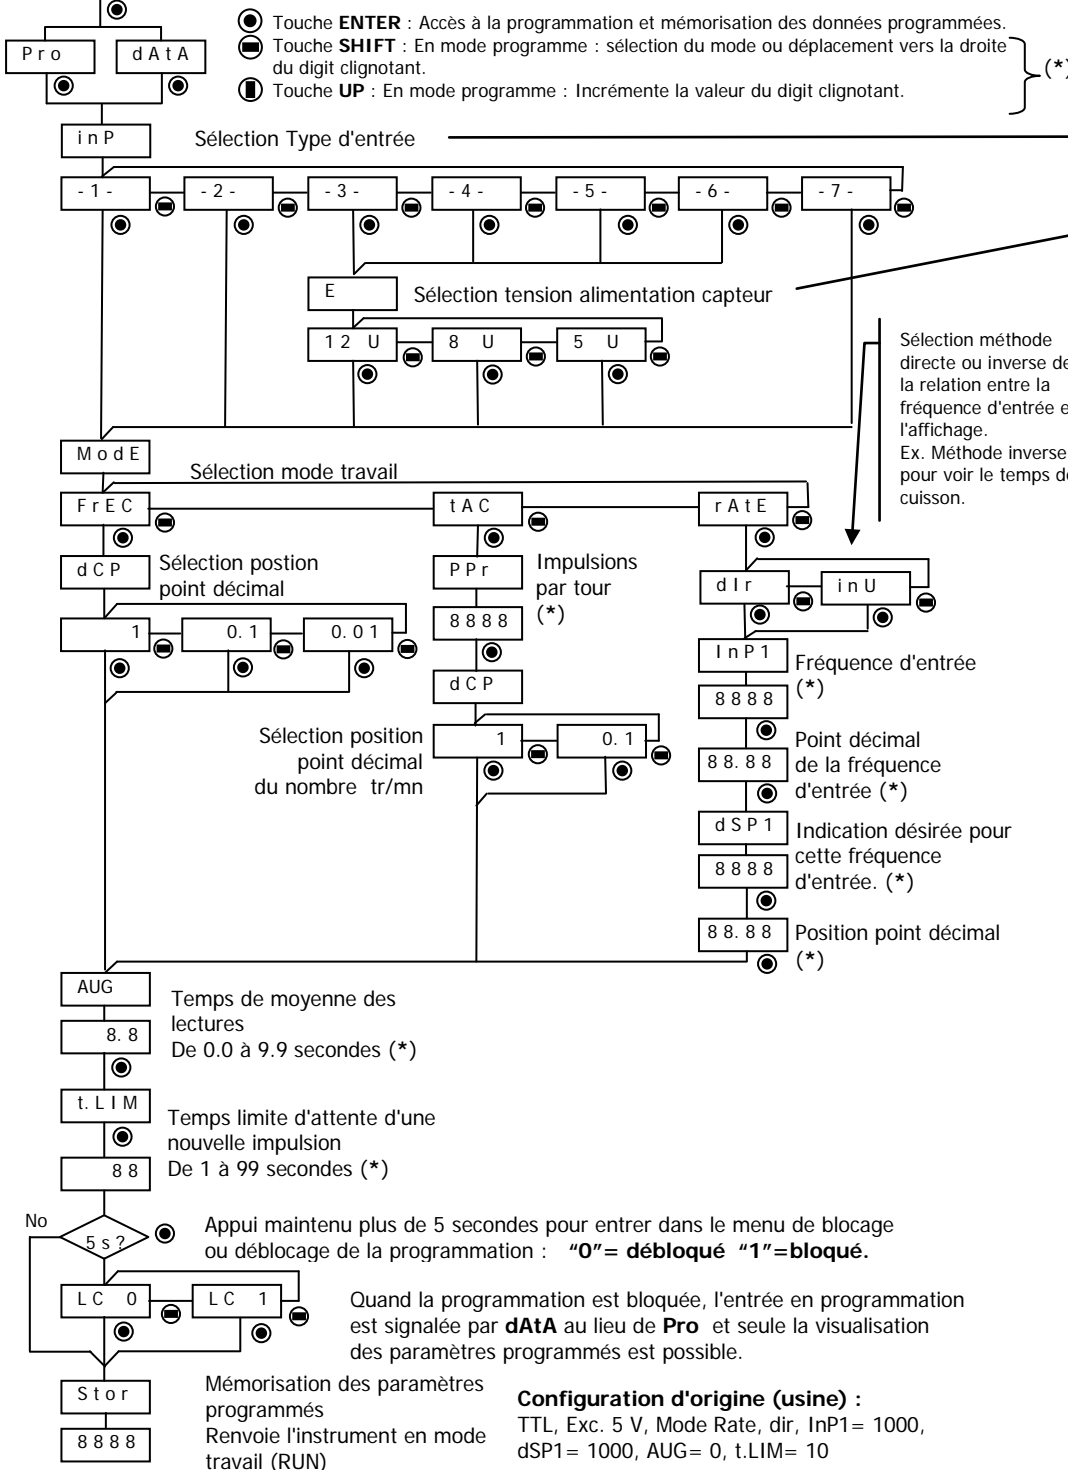 Touche ENTER : Accès à la programmation et mémorisation des données programmées.
Touche SHIFT : En mode programme : sélection du mode ou déplacement vers la droite
du digit clignotant.
Touche UP : En mode programme : Incrémente la valeur du digit clignotant.
(*)
Pro
dAtA
inP
Sélection Type d'entrée
-1-
-2-
-3-
-4-
-5-
-6-
-7-
E
Sélection tension alimentation capteur
12 U
8 U
5 U
Sélection méthode
directe ou inverse de
la relation entre la
fréquence d'entrée e
l'affichage.
Ex. Méthode inverse
pour voir le temps de
cuisson.
ModE
Sélection mode travail
FrEC
tAC
rAtE
dCP
Sélection postion
point décimal
1
0.1
0.01
PPr
Impulsions
par tour
(*)
8888
dCP
Sélection position
point décimal
du nombre tr/mn
1
0.1
dIr
inU
InP1
Fréquence d'entrée
(*)
8888
88.88
Point décimal
de la fréquence
d'entrée (*)
dSP1
Indication désirée pour
cette fréquence
d'entrée. (*)
8888
88.88
Position point décimal
(*)
AUG
Temps de moyenne des
lectures
De 0.0 à 9.9 secondes (*)
8.8
t.LIM
Temps limite d'attente d'une
nouvelle impulsion
De 1 à 99 secondes (*)
88
No
5 s?
Appui maintenu plus de 5 secondes pour entrer dans le menu de blocage
ou déblocage de la programmation : “0”= débloqué “1”=bloqué.
LC 0
LC 1
Quand la programmation est bloquée, l'entrée en programmation
est signalée par dAtA au lieu de Pro et seule la visualisation
des paramètres programmés est possible.
Stor
8888
Mémorisation des paramètres
programmés
Renvoie l'instrument en mode
travail (RUN)
Configuration d'origine (usine) :
TTL, Exc. 5 V, Mode Rate, dir, InP1= 1000,
dSP1= 1000, AUG= 0, t.LIM= 10